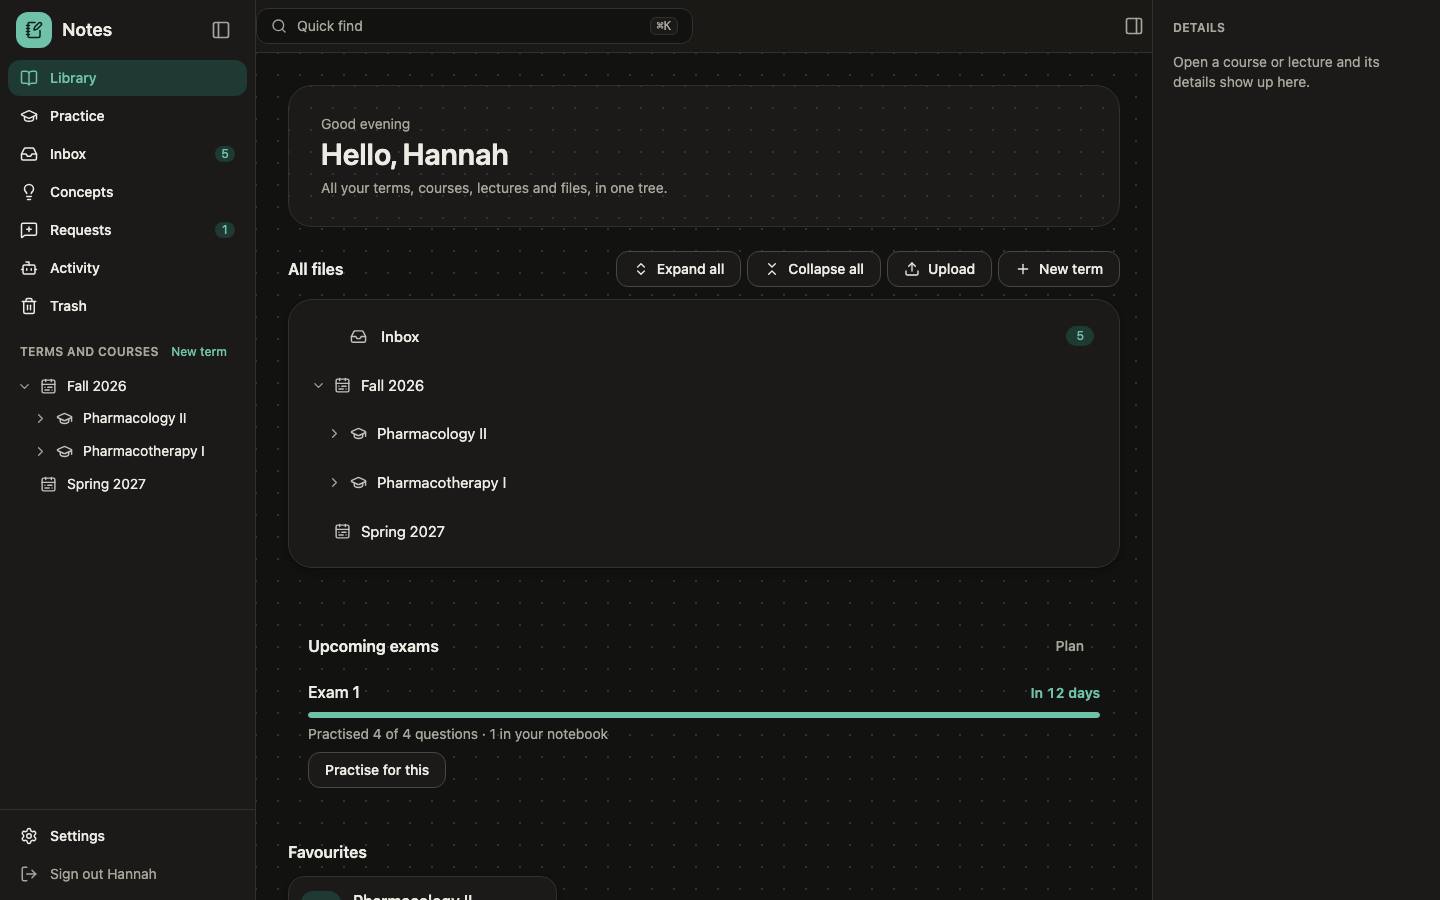 Notes
Library
Practice
Inbox 5
Concepts
Requests 1
Activity
Trash
TERMS AND COURSES New term
Fall 2026
Pharmacology II
Pharmacotherapy I
Spring 2027
Settings
Sign out Hannah
Quick find ⌘K
Good evening
Hello, Hannah
All your terms, courses, lectures and files, in one tree.
All files Expand all Collapse all Upload New term
Inbox 5
Fall 2026
Pharmacology II
Pharmacotherapy I
Spring 2027
Upcoming exams Plan
Exam 1 In 12 days
Practised 4 of 4 questions · 1 in your notebook
Practise for this
Favourites
Pharmacology II
DETAILS
Open a course or lecture and its
details show up here.